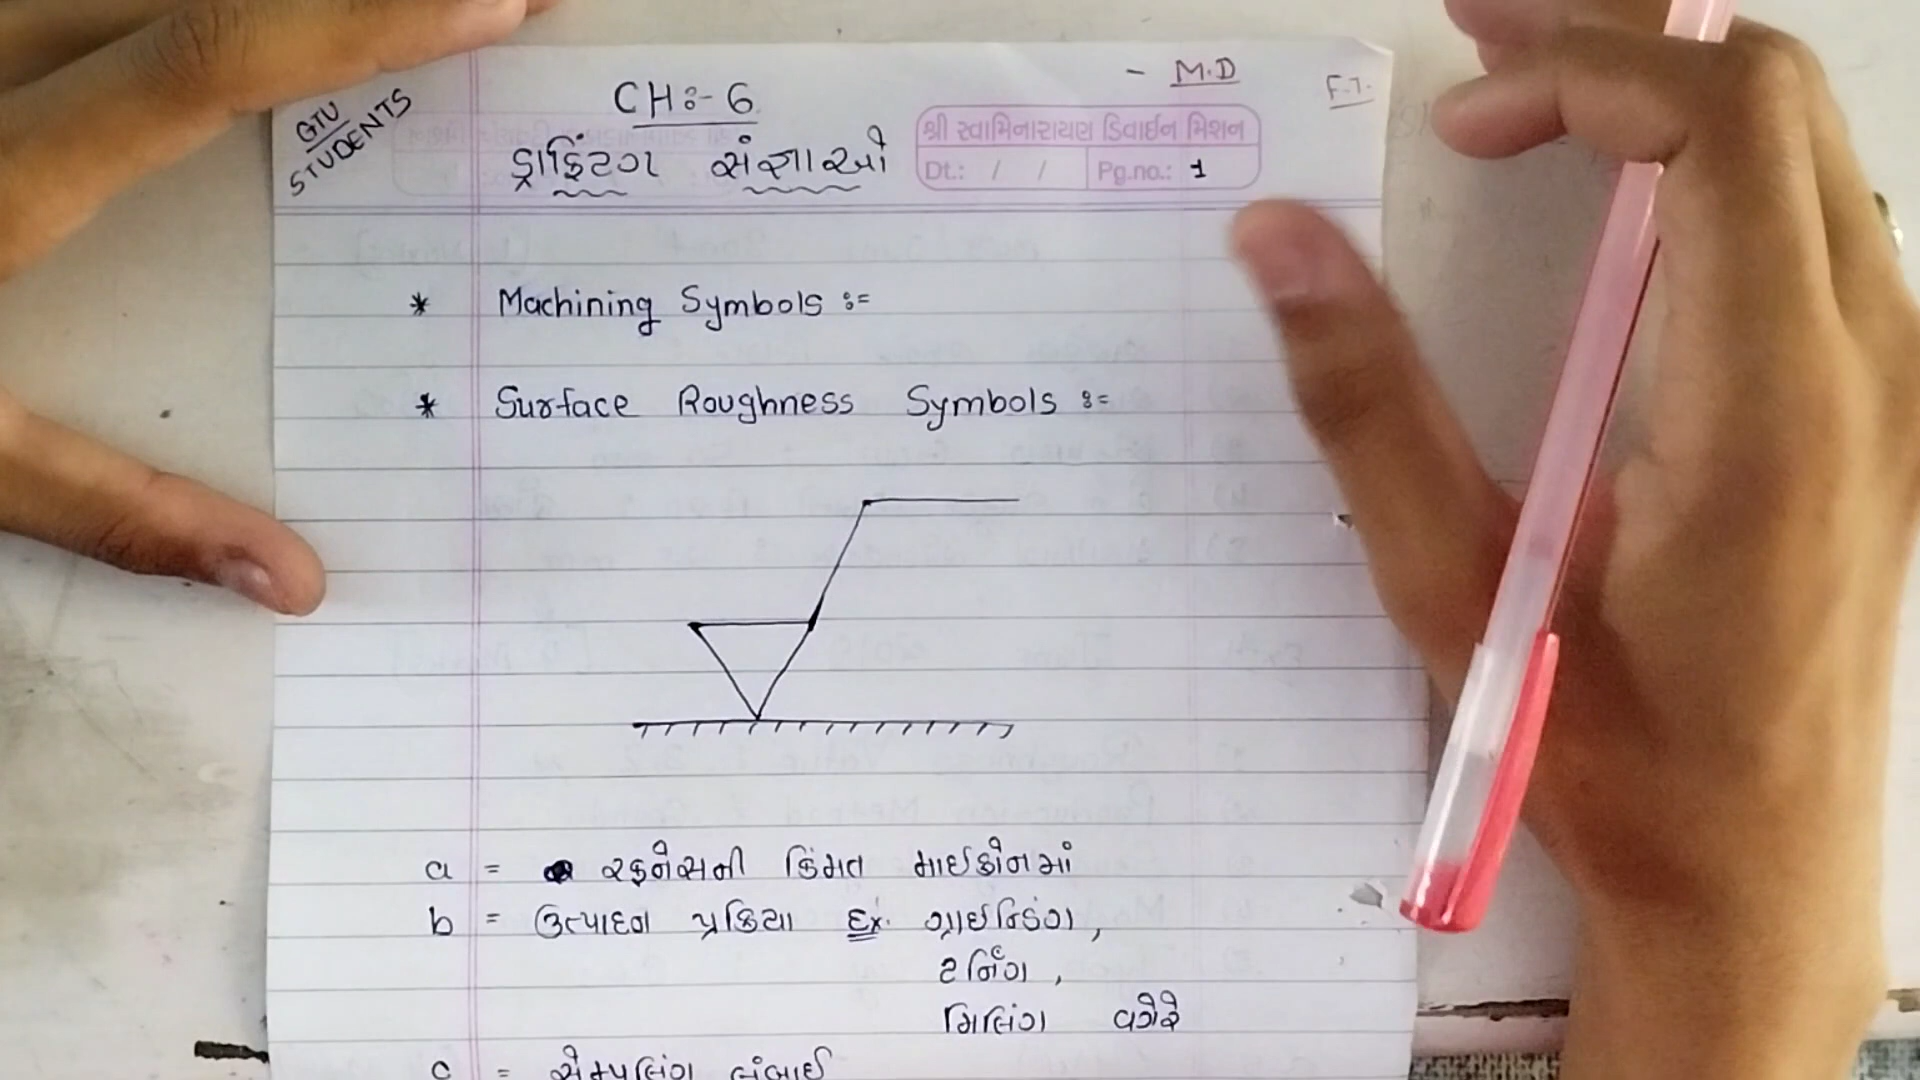 GTU
STUDENTS
CH:- 6
- M.D
F.T.
ડ્રાફ્ટિંગ સંજ્ઞાઓ
શ્રી સ્વામિનારાયણ ડિવાઈન મિશન
Dt.: / / Pg.no.: 1
* Machining Symbols :=
* Surface Roughness Symbols :=
a = રફનેસની કિંમત માઈક્રોનમાં
b = ઉત્પાદન પ્રક્રિયા Ex. ગ્રાઈન્ડિંગ,
ટર્નિંગ,
મિલિંગ વગેરે
c = સેમ્પલિંગ લંબાઈ